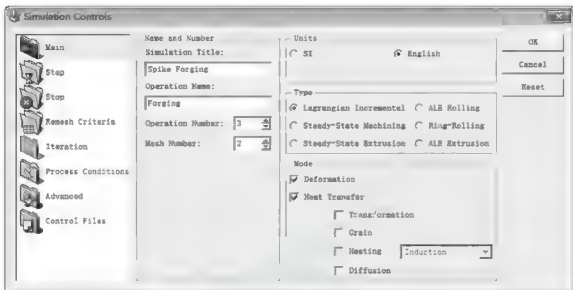 Simulation Controls
Main
Step
Stop
Remesh Criteria
Iteration
Process Conditions
Advanced
Control Files
Name and Number
Simulation Title:
Spike Forging
Operation Name:
Forging
Operation Number: 3
Mesh Number: 2
Units
SI English
Type
Lagrangian Incremental ALE Rolling
Steady-State Machining Ring-Rolling
Steady-State Extrusion ALE Extrusion
Mode
Deformation
Heat Transfer
Transformation
Grain
Heating Induction
Diffusion
OK
Cancel
Reset